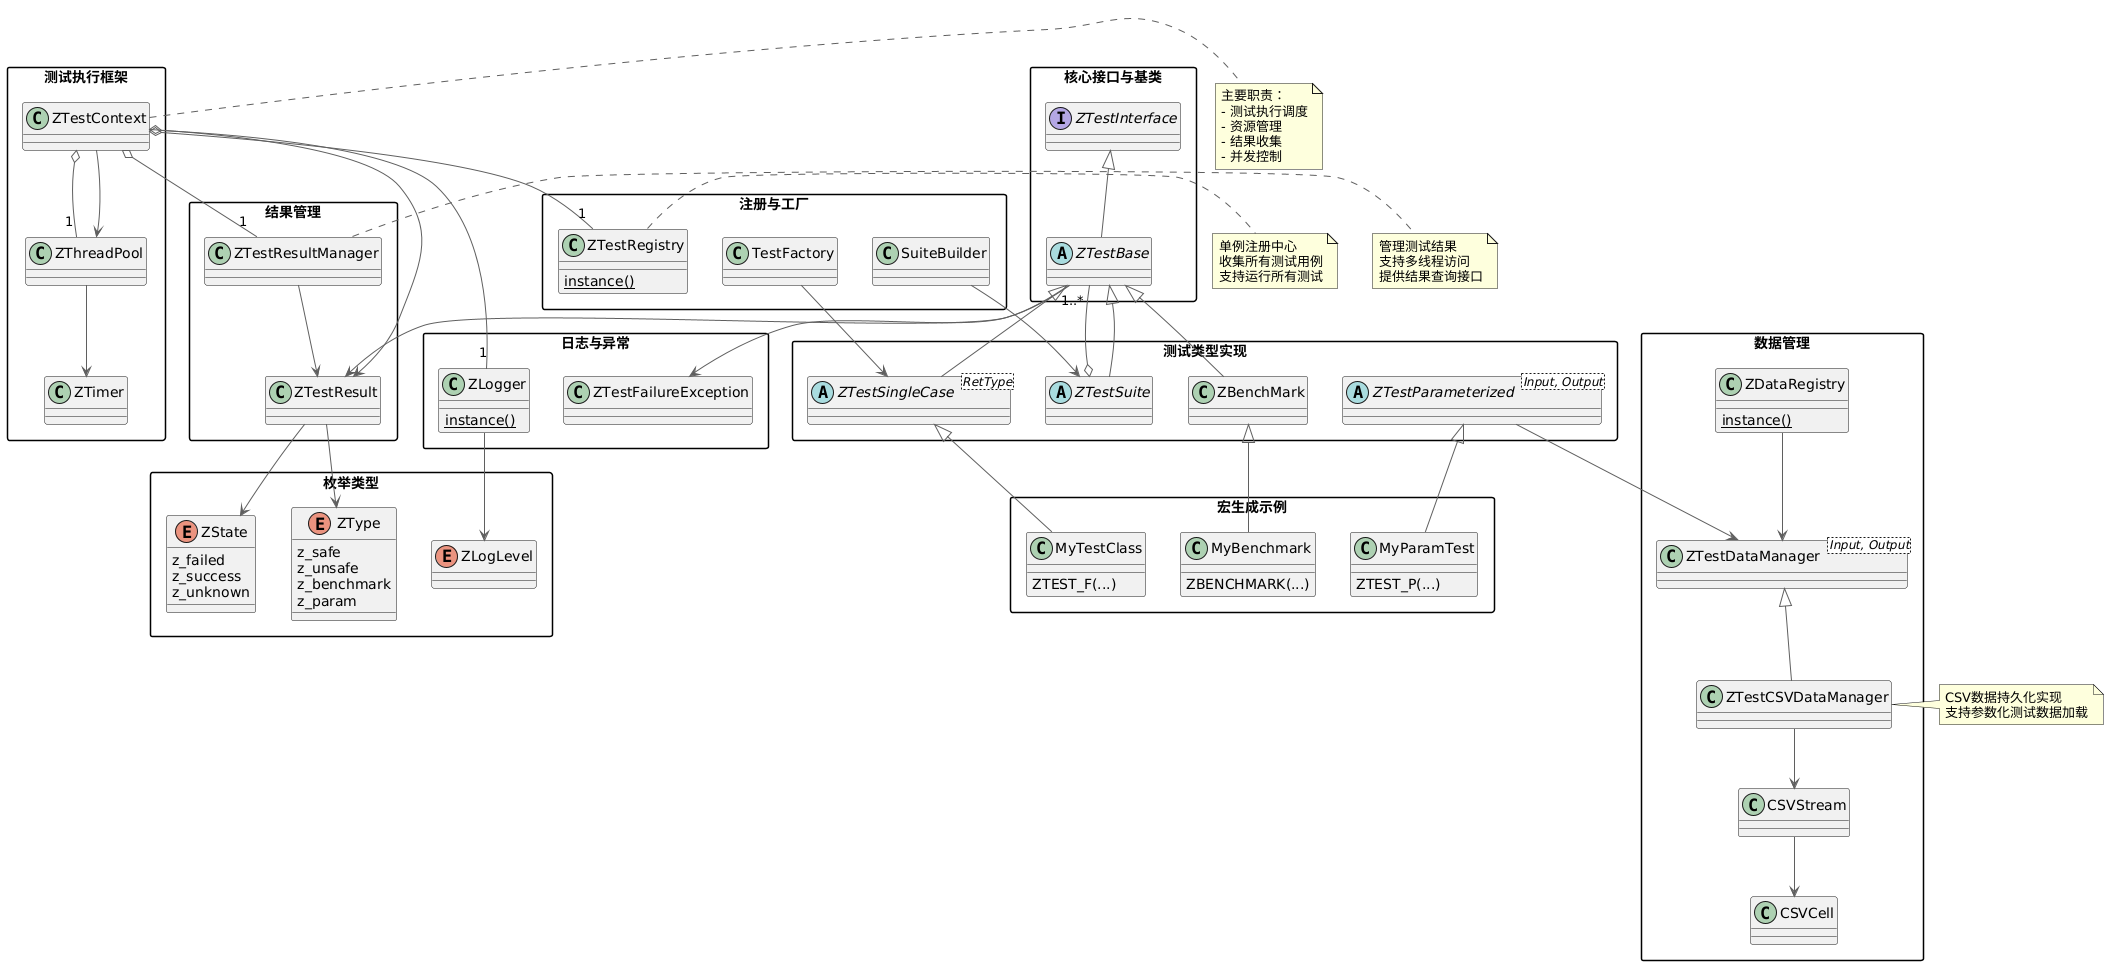 测试执行框架
C ZTestContext
1
C ZThreadPool
C ZTimer
核心接口与基类
I ZTestInterface
A ZTestBase
1..*
主要职责：
- 测试执行调度
- 资源管理
- 结果收集
- 并发控制
结果管理
1
C ZTestResultManager
C ZTestResult
注册与工厂
1
C ZTestRegistry
instance()
C TestFactory
C SuiteBuilder
单例注册中心
收集所有测试用例
支持运行所有测试
管理测试结果
支持多线程访问
提供结果查询接口
日志与异常
1
C ZLogger
instance()
C ZTestFailureException
测试类型实现
A ZTestSingleCase
RetType
A ZTestSuite
C ZBenchMark
A ZTestParameterized
Input, Output
数据管理
C ZDataRegistry
instance()
C ZTestDataManager
Input, Output
C ZTestCSVDataManager
C CSVStream
C CSVCell
CSV数据持久化实现
支持参数化测试数据加载
枚举类型
E ZState
z_failed
z_success
z_unknown
E ZType
z_safe
z_unsafe
z_benchmark
z_param
E ZLogLevel
宏生成示例
C MyTestClass
ZTEST_F(...)
C MyBenchmark
ZBENCHMARK(...)
C MyParamTest
ZTEST_P(...)